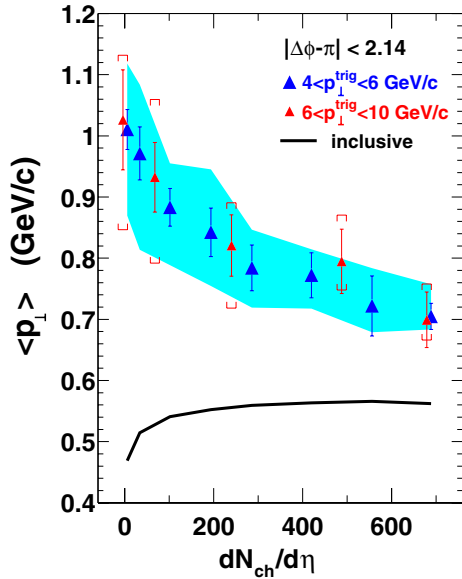 |Δϕ-π| < 2.14
4<p⊥^trig<6 GeV/c
6<p⊥^trig<10 GeV/c
inclusive
<p⊥> (GeV/c)
1.2
1.1
1
0.9
0.8
0.7
0.6
0.5
0.4
0 200 400 600
dN_ch/dη